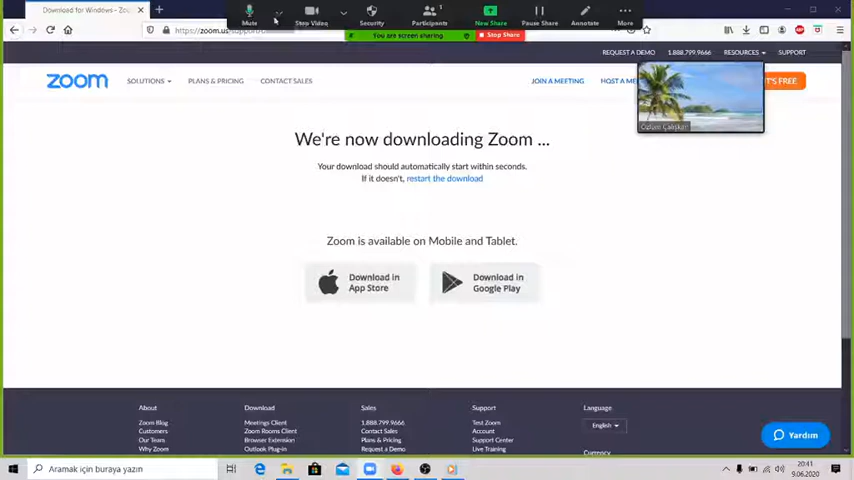 Download for Windows - Zoo
Mute
Stop Video
Security
Participants
1
New Share
Pause Share
Annotate
More
https://zoom.us/support/
You are screen sharing
Stop Share
REQUEST A DEMO
1.888.799.9666
RESOURCES
SUPPORT
zoom
SOLUTIONS
PLANS & PRICING
CONTACT SALES
JOIN A MEETING
HOST A ME
IT'S FREE
We're now downloading Zoom ...
Your download should automatically start within seconds.
If it doesn't, restart the download
Zoom is available on Mobile and Tablet.
Download in
App Store
Download in
Google Play
About
Zoom Blog
Customers
Our Team
Why Zoom
Download
Meetings Client
Zoom Rooms Client
Browser Extension
Outlook Plug-in
Sales
1.888.799.9666
Contact Sales
Plans & Pricing
Request a Demo
Support
Test Zoom
Account
Support Center
Live Training
Language
English
Currency
Yardım
Aramak için buraya yazın
20:41
9.06.2020